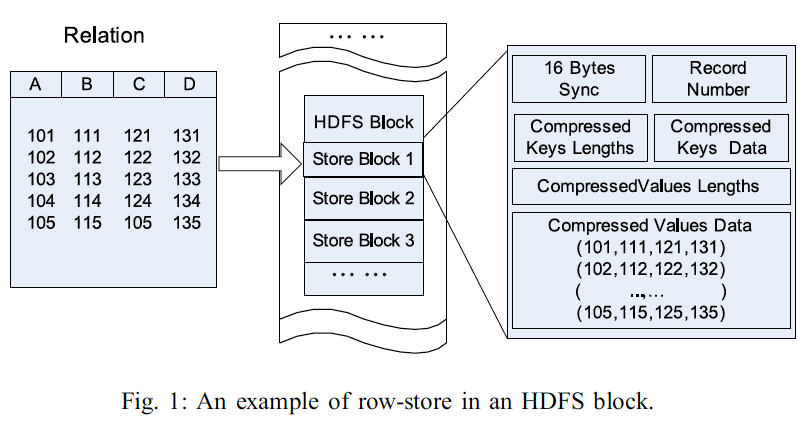 Relation
A B C D
101 111 121 131
102 112 122 132
103 113 123 133
104 114 124 134
105 115 105 135
... ...
HDFS Block
Store Block 1
Store Block 2
Store Block 3
... ...
16 Bytes
Sync
Record
Number
Compressed
Keys Lengths
Compressed
Keys Data
CompressedValues Lengths
Compressed Values Data
(101,111,121,131)
(102,112,122,132)
( ...,... )
(105,115,125,135)
Fig. 1: An example of row-store in an HDFS block.